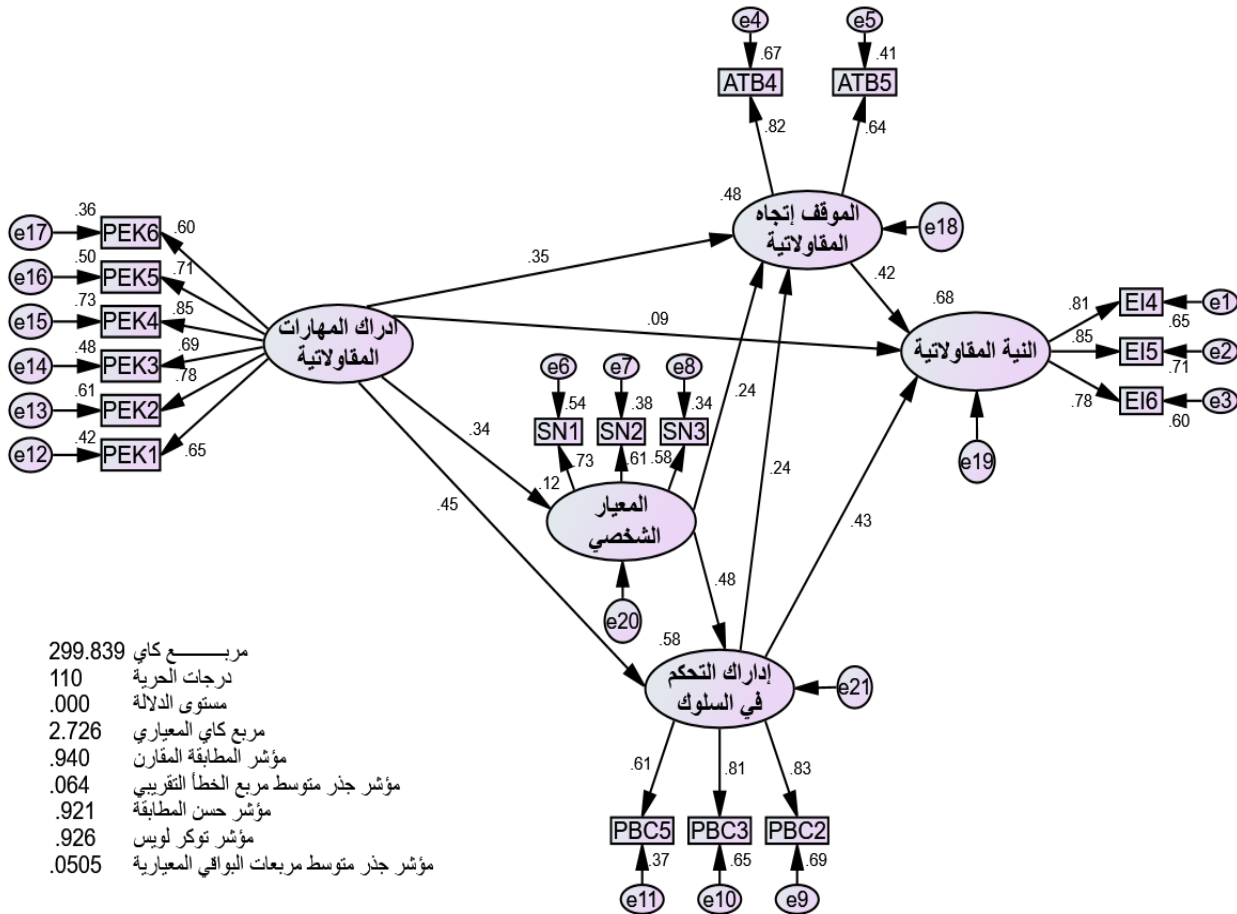 e4
e5
.67
.41
ATB4
ATB5
.82
.64
.48
الموقف إتجاه
المقاولاتية
e18
e17
.36
PEK6
.60
e16
.50
PEK5
.71
e15
.73
PEK4
.85
e14
.48
PEK3
.69
e13
.61
PEK2
.78
e12
.42
PEK1
.65
ادراك المهارات
المقاولاتية
.35
.09
.34
.45
.42
.68
النية المقاولاتية
e19
.81
EI4
e1
.65
.85
EI5
e2
.71
.78
EI6
e3
.60
e6
e7
e8
.54
.38
.34
SN1
SN2
SN3
.73
.61
.58
.12
المعيار
الشخصي
e20
.24
.24
.48
.43
.58
إداراك التحكم
في السلوك
e21
.61
.81
.83
PBC5
PBC3
PBC2
.37
.65
.69
e11
e10
e9
مربـــــــع كاي 299.839
درجات الحرية 110
مستوى الدلالة .000
مربع كاي المعياري 2.726
مؤشر المطابقة المقارن .940
مؤشر جذر متوسط مربع الخطأ التقريبي .064
مؤشر حسن المطابقة .921
مؤشر توكر لويس .926
مؤشر جذر متوسط مربعات البواقي المعيارية .0505